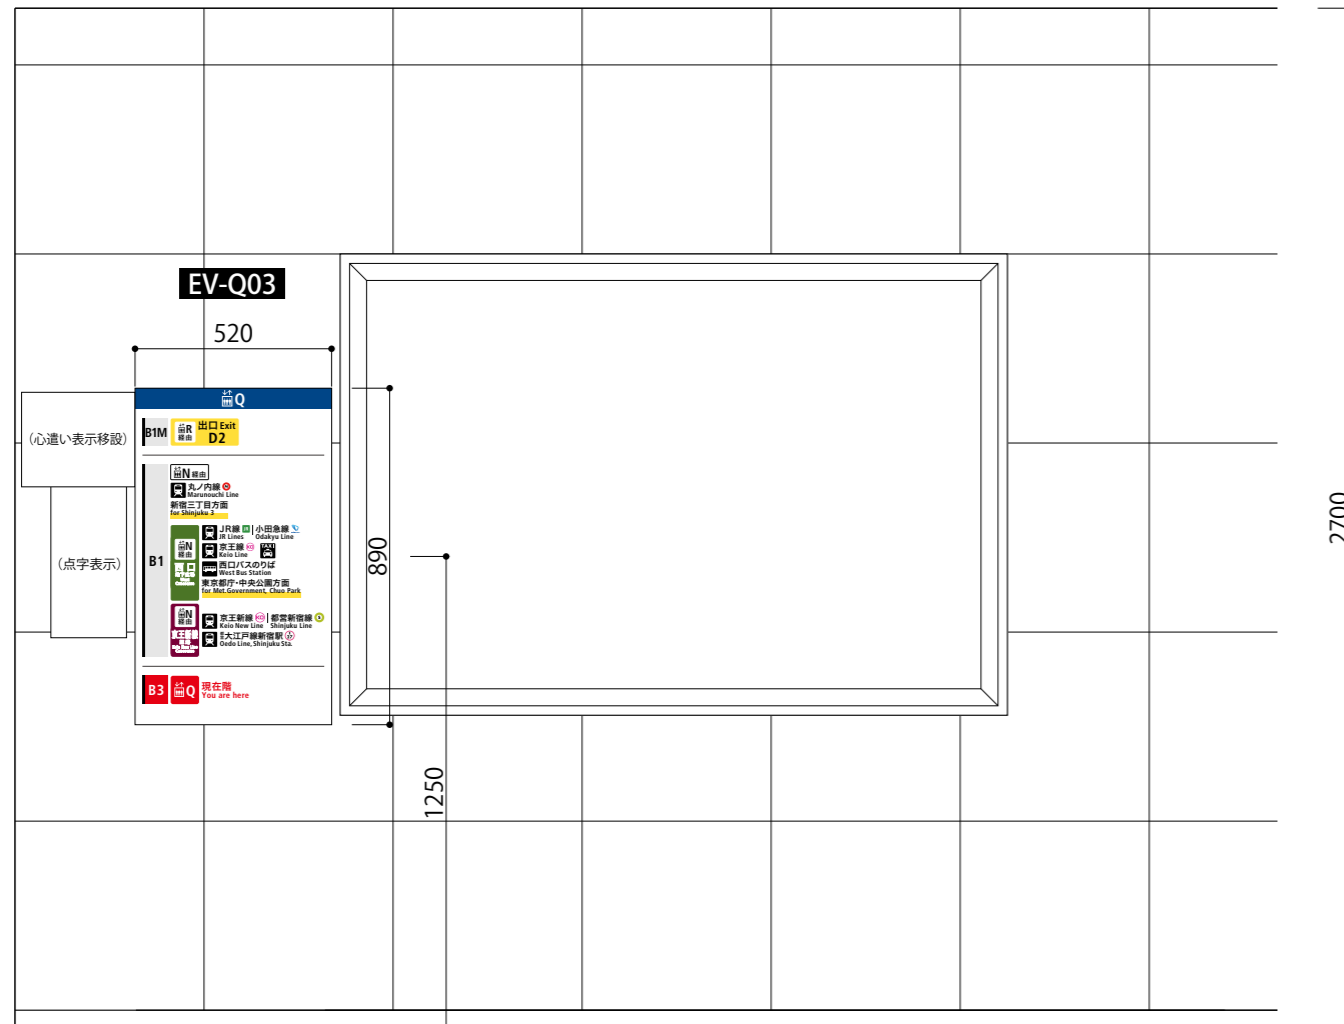 EV-Q03
520
Q
B1M
R
経由
出口 Exit
D2
(心遣い表示移設)
(点字表示)
B1
N 経由
丸ノ内線
Marunouchi Line
新宿三丁目方面
for Shinjuku 3
N
経由
JR線 小田急線
JR Lines Odakyu Line
京王線 KO TAXI
Keio Line
西口バスのりば
West Bus Station
東京都庁・中央公園方面
for Met.Government, Chuo Park
N
経由
京王新線 KO 都営新宿線
Keio New Line Shinjuku Line
大江戸線新宿駅
Oedo Line, Shinjuku Sta.
B3
Q
現在階
You are here
890
1250
2700